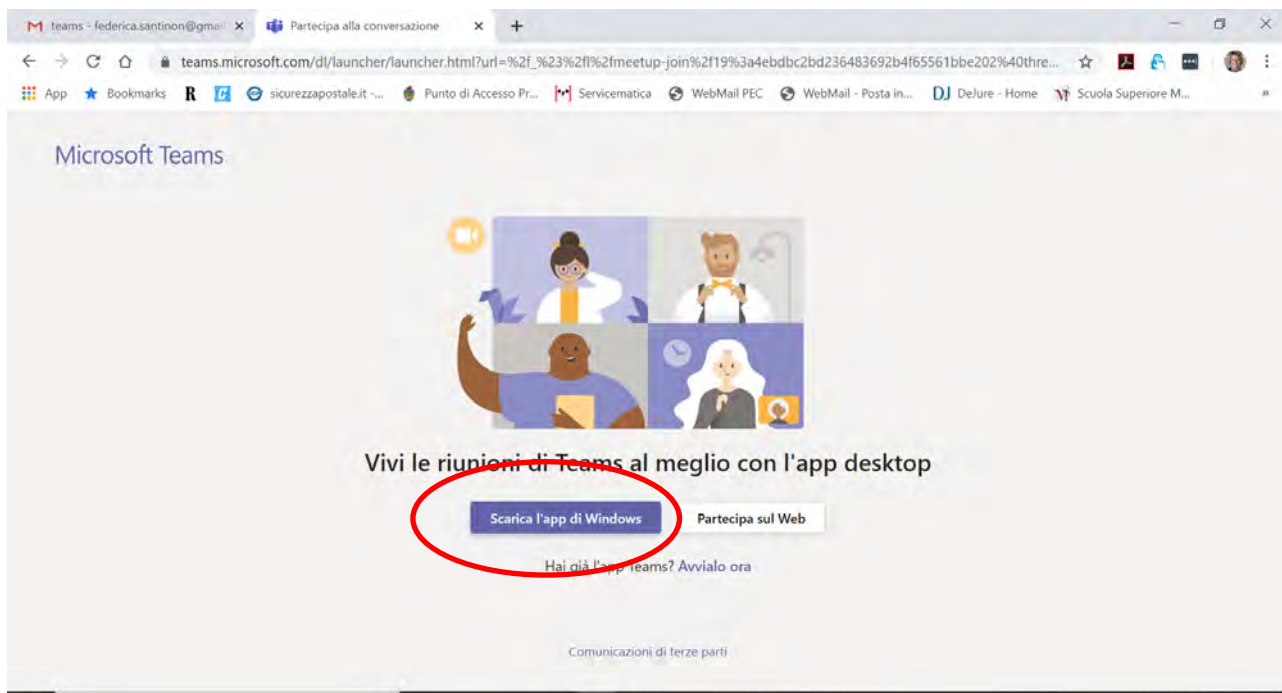 teams - federica.santinon@gmai
Partecipa alla conversazione
teams.microsoft.com/dl/launcher/launcher.html?url=%2f_%23%2fl%2fmeetup-join%2f19%3a4ebdbc2bd236483692b4f65561bbe202%40thre...
App Bookmarks R G sicurezzapostale.it -... Punto di Accesso Pr... Servicematica WebMail PEC WebMail - Posta in... DJ DeJure - Home Scuola Superiore M... »
Microsoft Teams
Vivi le riunioni di Teams al meglio con l'app desktop
Scarica l'app di Windows Partecipa sul Web
Hai già l'app Teams? Avvialo ora
Comunicazioni di terze parti